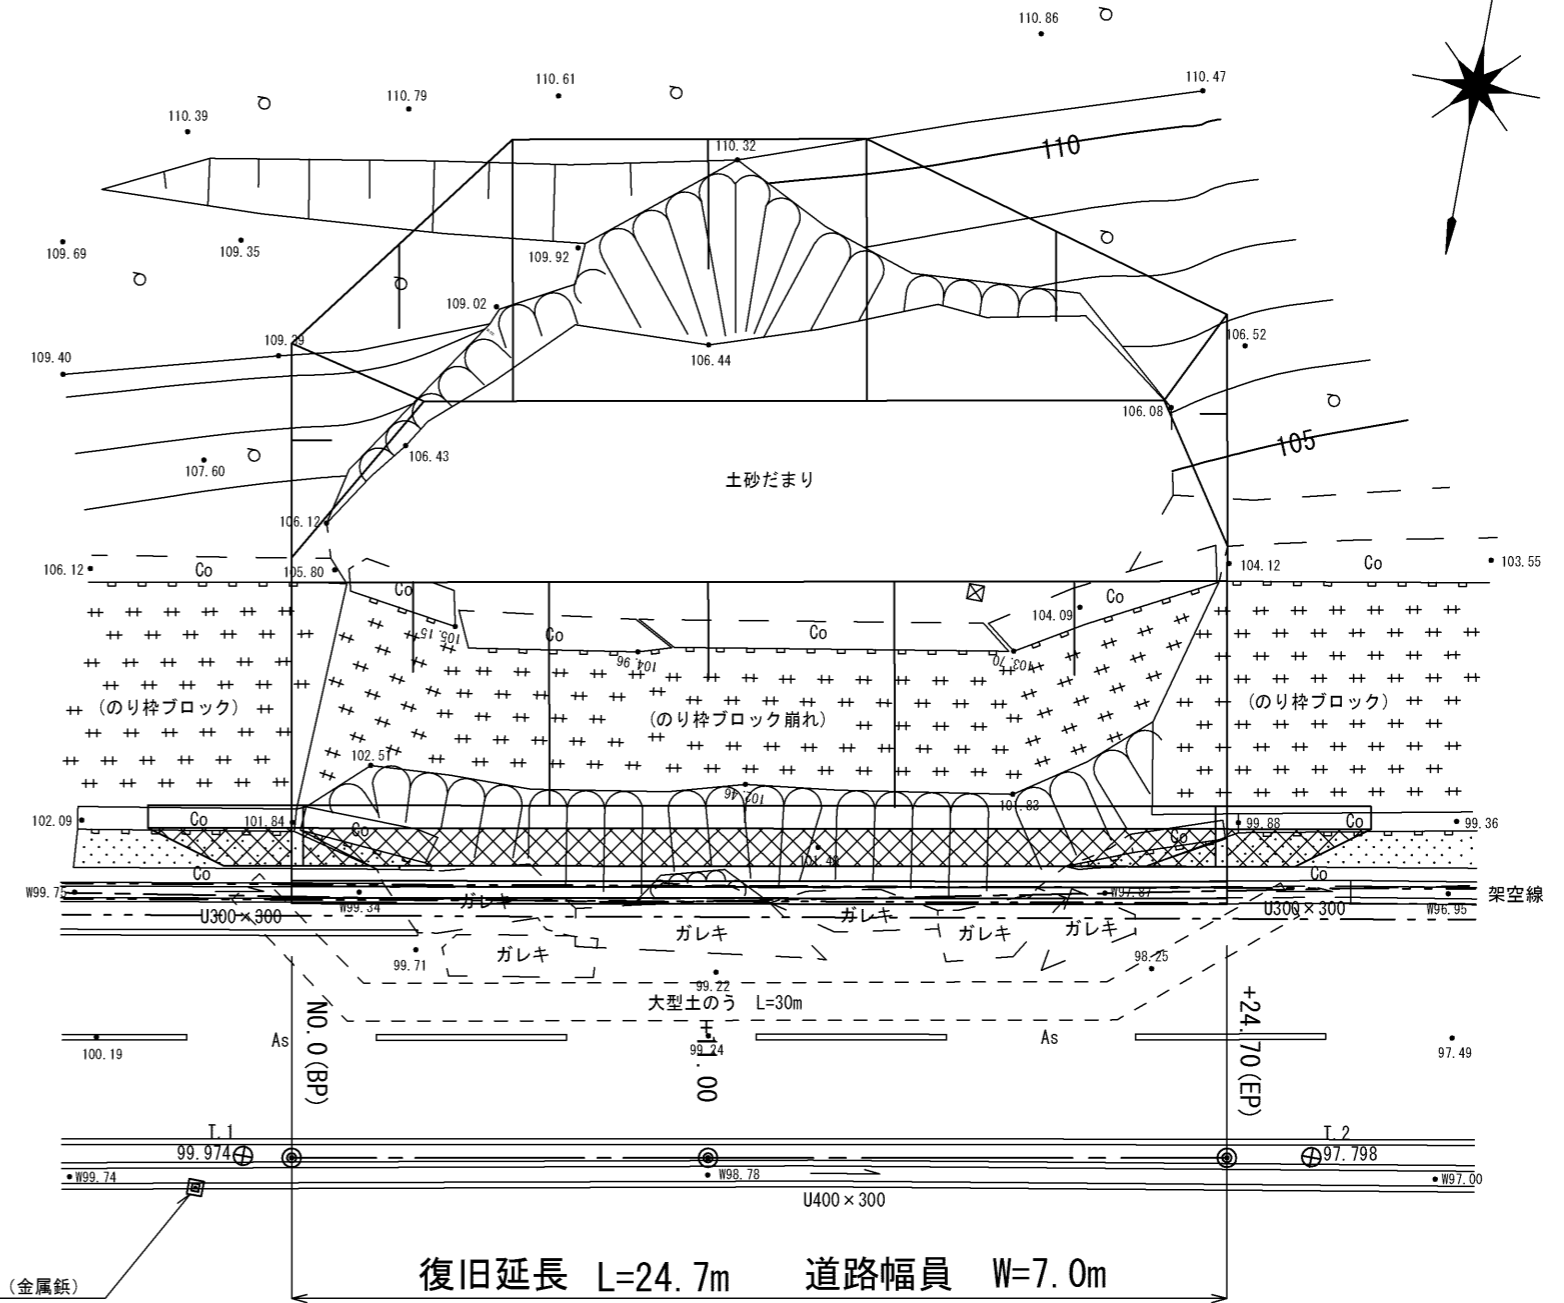 110.86
110.47
110.61
110.79
110.39
110
110.32
109.69
109.35
109.92
109.02
109.39
109.40
106.44
106.52
106.08
105
107.60
106.43
土砂だまり
106.12
106.12
Co
105.80
Co
104.12
Co
103.55
104.09
Co
105.15
Co
104.96
Co
103.70
(のり枠ブロック)
(のり枠ブロック崩れ)
(のり枠ブロック)
102.51
102.46
101.83
102.09
Co
101.84
Co
Co
99.88
Co
99.36
Co
Co
W99.75
W99.34
ガレキ
W97.87
W96.95
架空線
U300×300
ガレキ
U300×300
ガレキ
ガレキ
ガレキ
ガレキ
99.71
99.22
98.25
大型土のう L=30m
NO.0(BP)
+11.00
+24.70(EP)
As
As
100.19
99.24
97.49
T.1
99.974
T.2
97.798
W99.74
W98.78
W97.00
U400×300
(金属鋲)
復旧延長 L=24.7m 道路幅員 W=7.0m